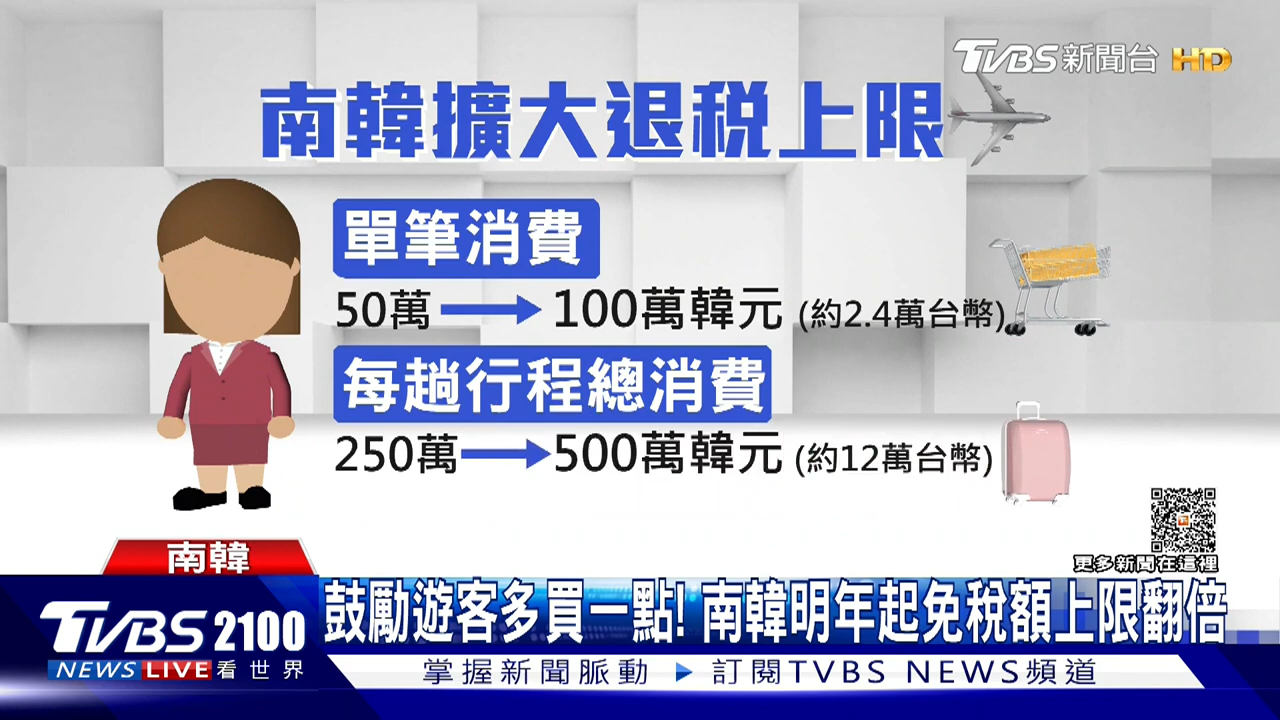 TVBS新聞台 HD
南韓擴大退税上限
單筆消費
50萬 100萬韓元 (約2.4萬台幣)
每趟行程總消費
250萬 500萬韓元 (約12萬台幣)
更多新聞在這裡
南韓
鼓勵遊客多買一點! 南韓明年起免稅額上限翻倍
TVBS 2100
NEWS LIVE 看世界
掌握新聞脈動 訂閱TVBS NEWS頻道